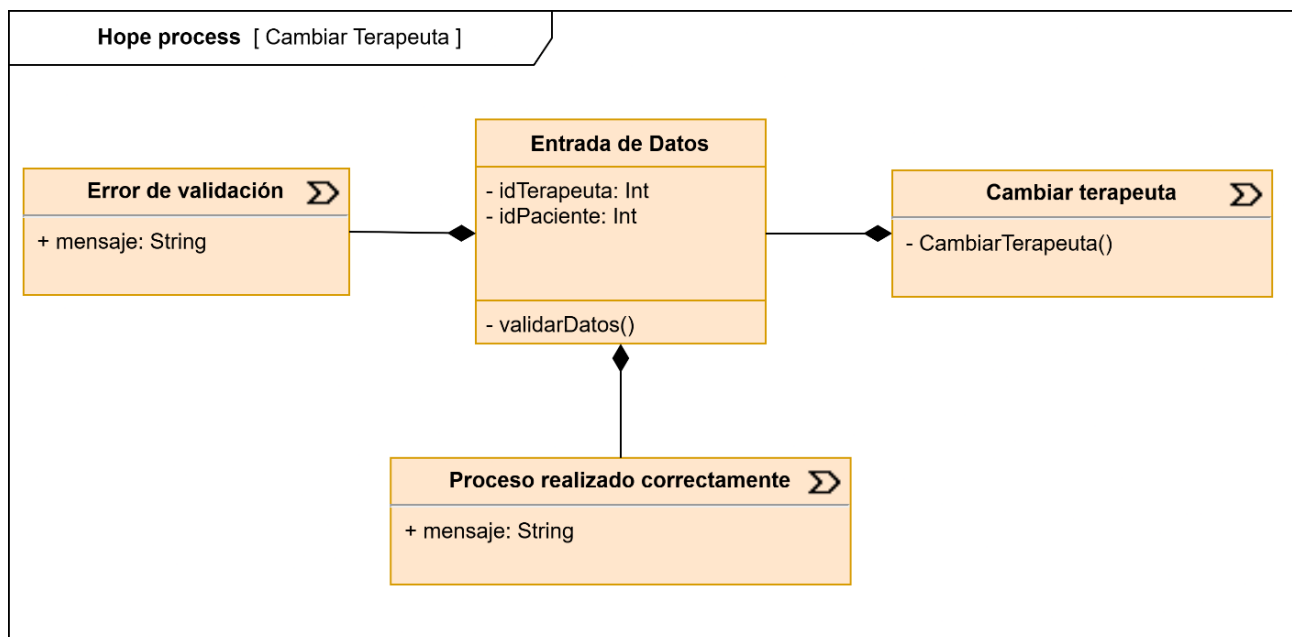 Hope process [ Cambiar Terapeuta ]
Entrada de Datos
- idTerapeuta: Int
- idPaciente: Int
- validarDatos()
Error de validación
+ mensaje: String
Cambiar terapeuta
- CambiarTerapeuta()
Proceso realizado correctamente
+ mensaje: String